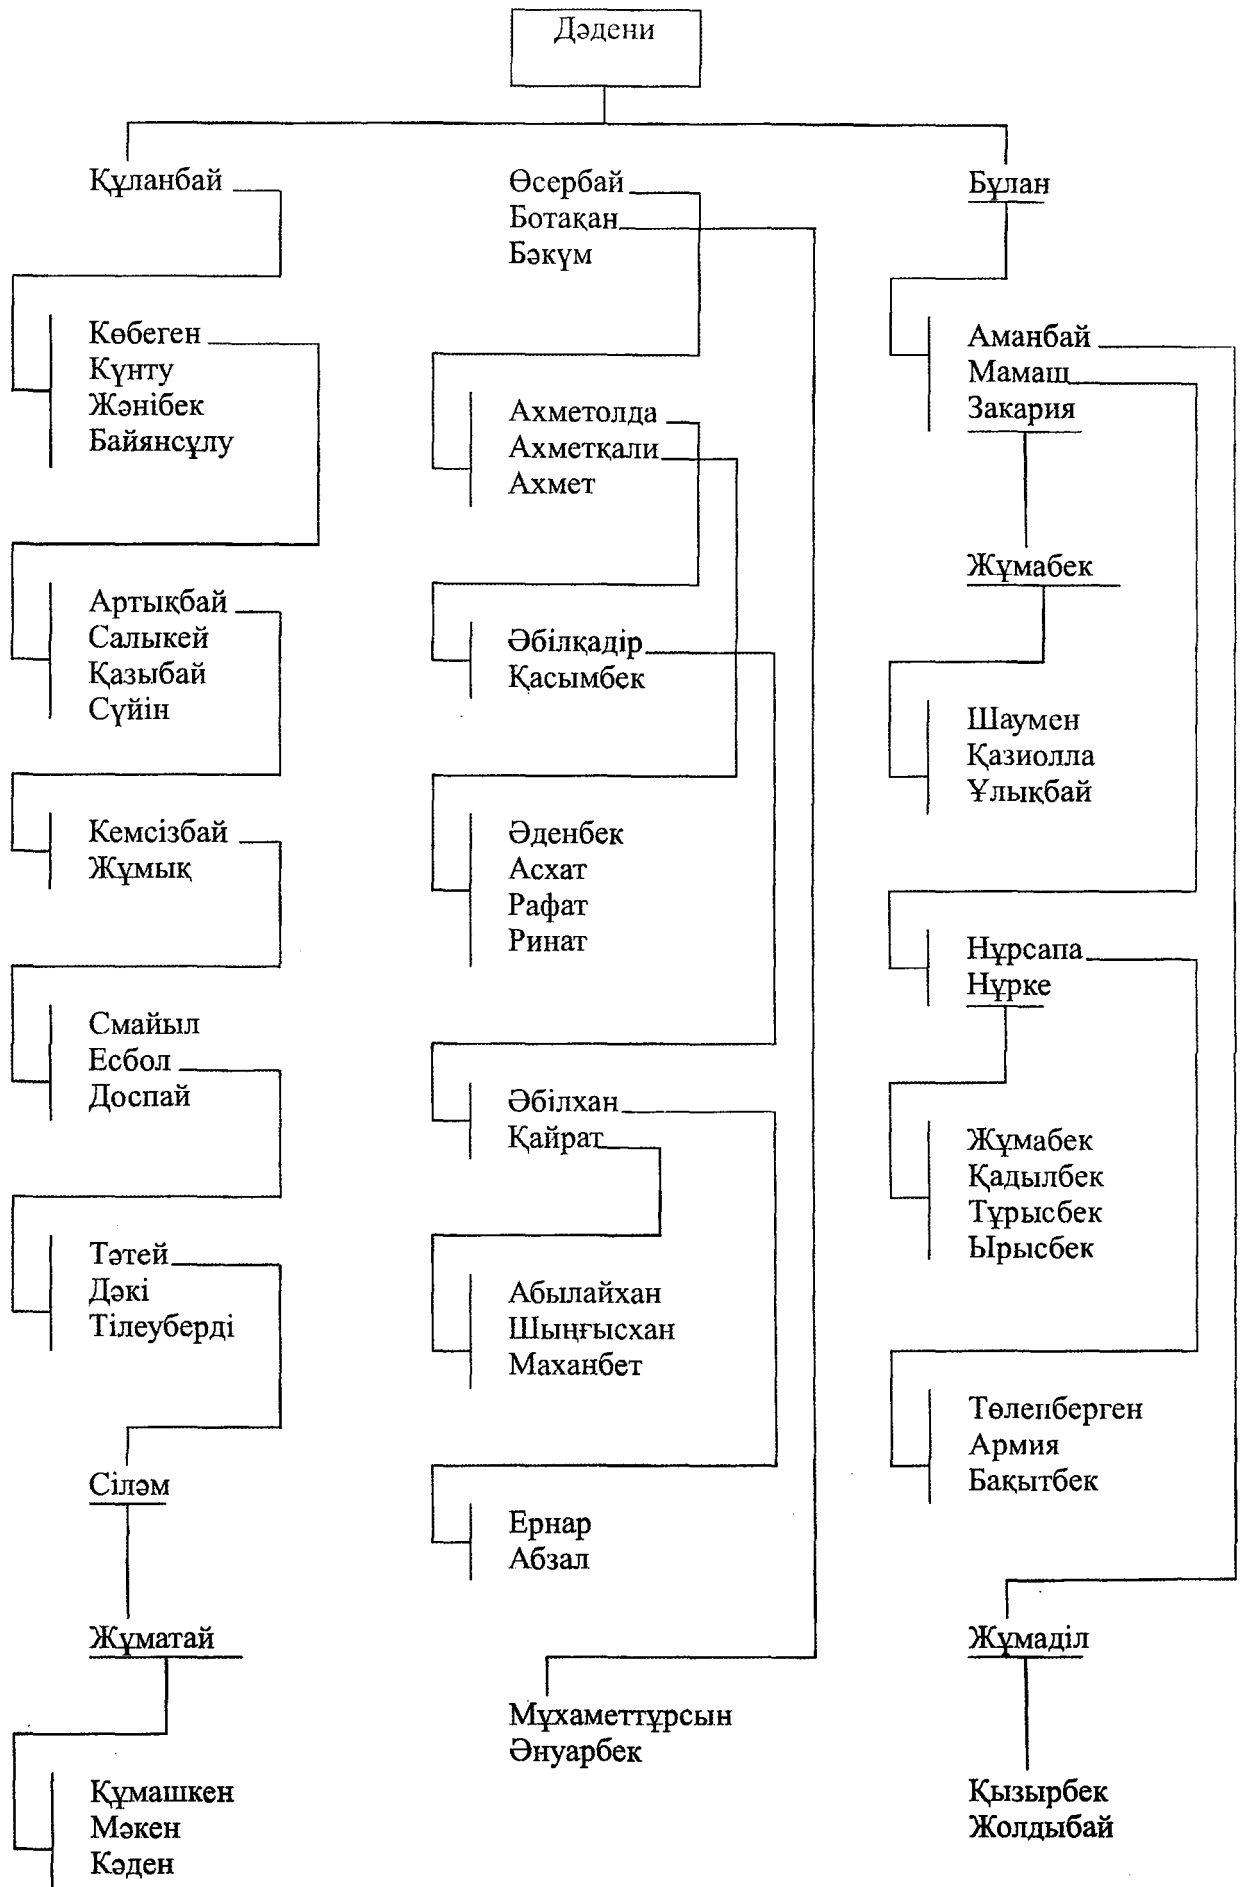 Дәдени
Құланбай
Көбеген
Күнту
Жәнібек
Байянсұлу
Артықбай
Салыкей
Қазыбай
Сүйін
Кемсізбай
Жұмық
Смайыл
Есбол
Доспай
Тәтей
Дәкі
Тілеуберді
Сіләм
Жұматай
Құмашкен
Мәкен
Кәден
Өсербай
Ботақан
Бәкүм
Ахметолда
Ахметқали
Ахмет
Әбілқадір
Қасымбек
Әденбек
Асхат
Рафат
Ринат
Әбілхан
Қайрат
Абылайхан
Шыңғысхан
Маханбет
Ернар
Абзал
Мұхаметтұрсын
Әнуарбек
Бұлан
Аманбай
Мамаш
Закария
Жұмабек
Шаумен
Қазиолла
Ұлықбай
Нұрсапа
Нұрке
Жұмабек
Қадылбек
Тұрысбек
Ырысбек
Төленберген
Армия
Бақытбек
Жұмаділ
Қызырбек
Жолдыбай